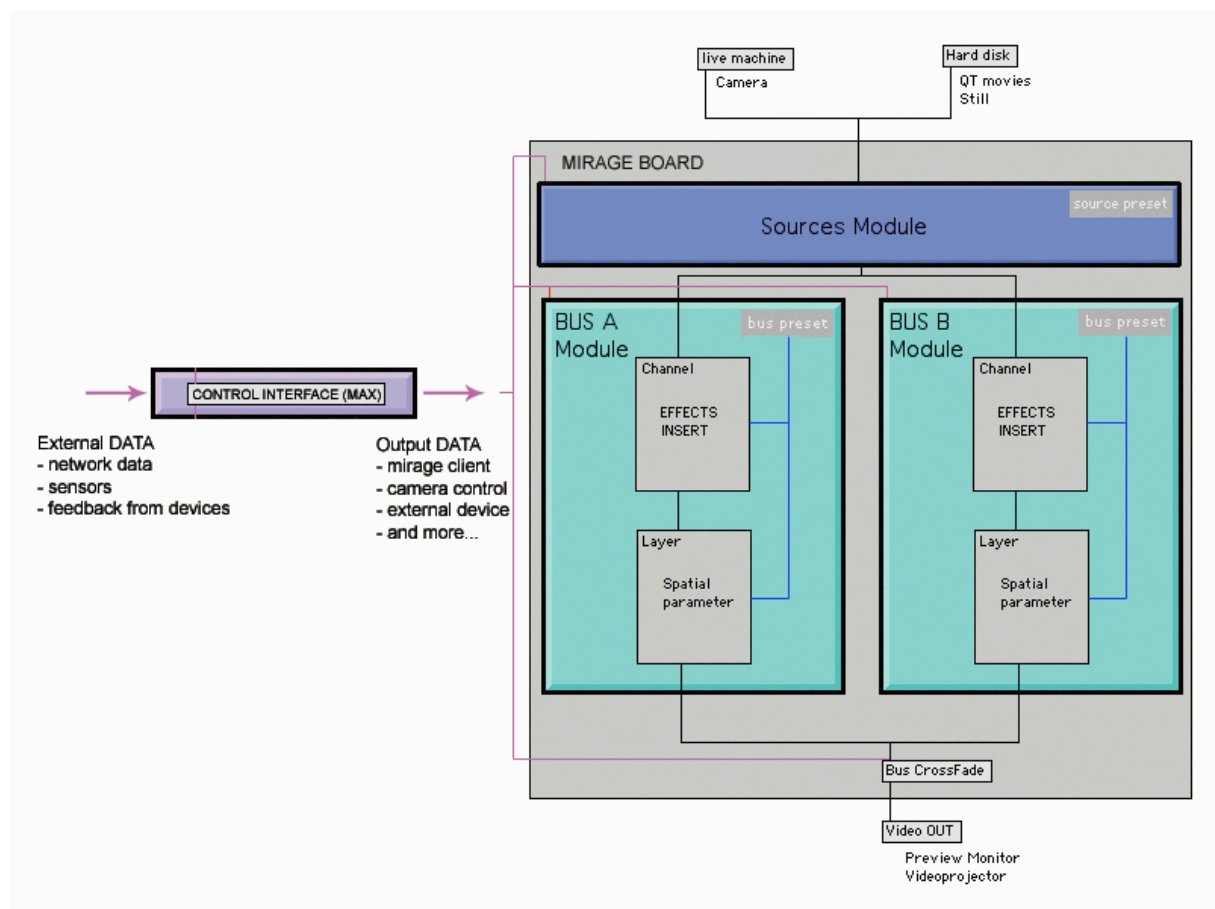 live machine
Camera
Hard disk
QT movies
Still
MIRAGE BOARD
source preset
Sources Module
BUS A
Module
bus preset
Channel
EFFECTS
INSERT
Layer
Spatial
parameter
BUS B
Module
bus preset
Channel
EFFECTS
INSERT
Layer
Spatial
parameter
CONTROL INTERFACE (MAX)
External DATA
- network data
- sensors
- feedback from devices
Output DATA
- mirage client
- camera control
- external device
- and more...
Bus CrossFade
Video OUT
Preview Monitor
Videoprojector